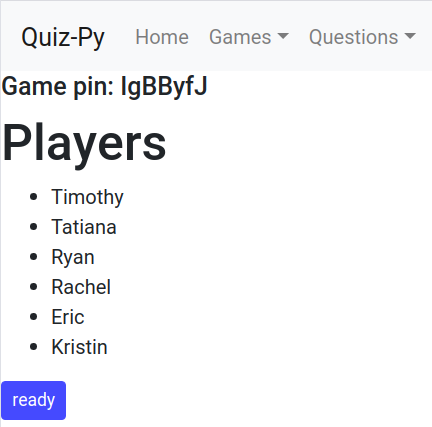 Quiz-Py Home Games Questions
Game pin: IgBByfJ
Players
Timothy
Tatiana
Ryan
Rachel
Eric
Kristin
ready